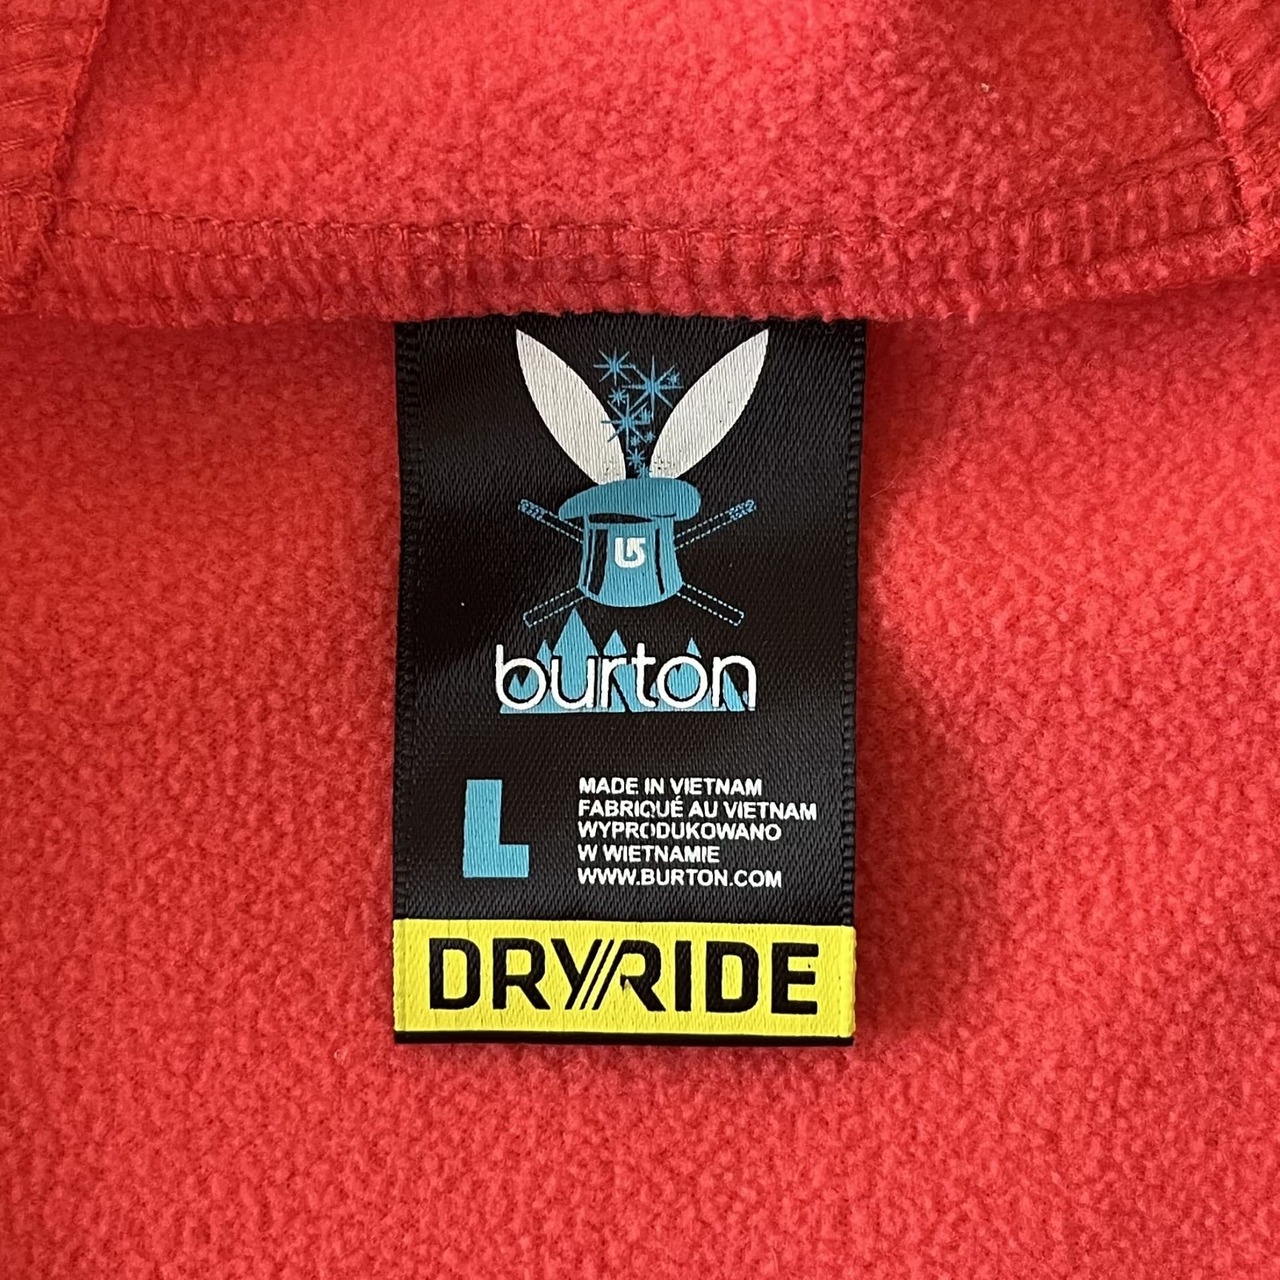 burton
L
MADE IN VIETNAM
FABRIQUÉ AU VIETNAM
WYPRODUKOWANO
W WIETNAMIE
WWW.BURTON.COM
DRYRIDE